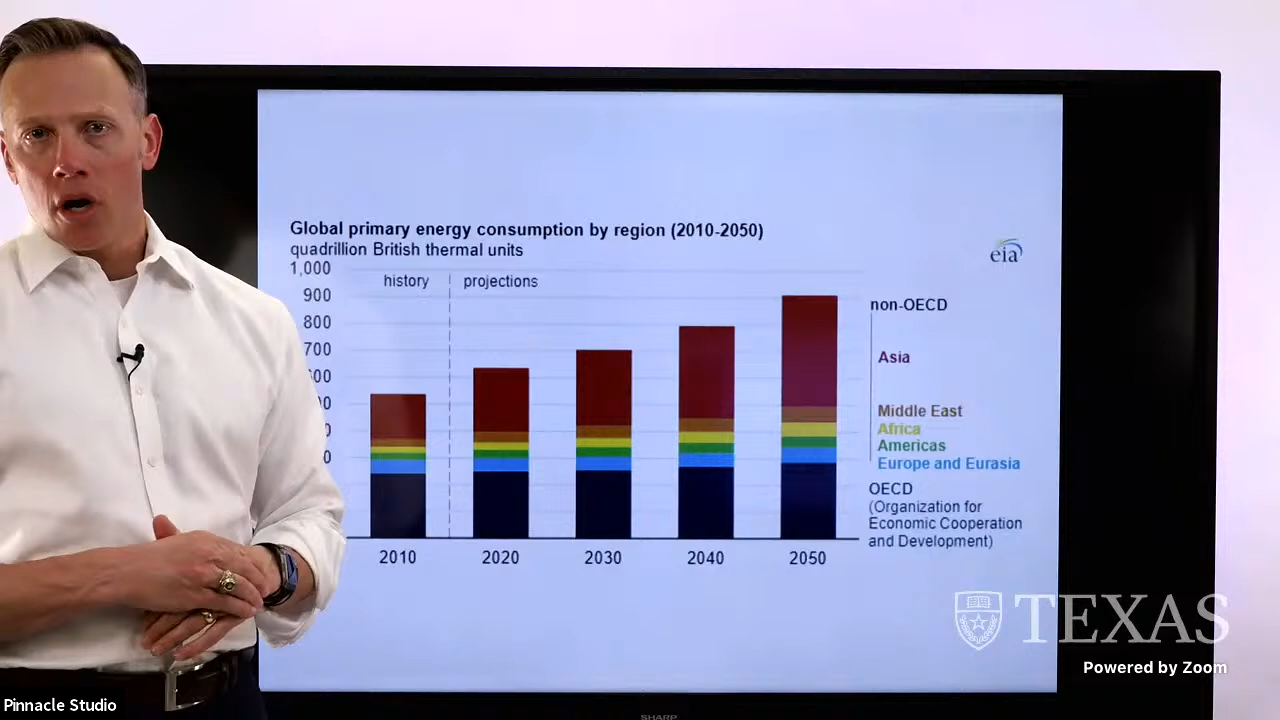 Global primary energy consumption by region (2010-2050)
quadrillion British thermal units
eia
1,000
history
projections
900
800
700
non-OECD
Asia
Middle East
Africa
Americas
Europe and Eurasia
OECD
(Organization for
Economic Cooperation
and Development)
2010
2020
2030
2040
2050
TEXAS
Powered by Zoom
Pinnacle Studio
SHARP